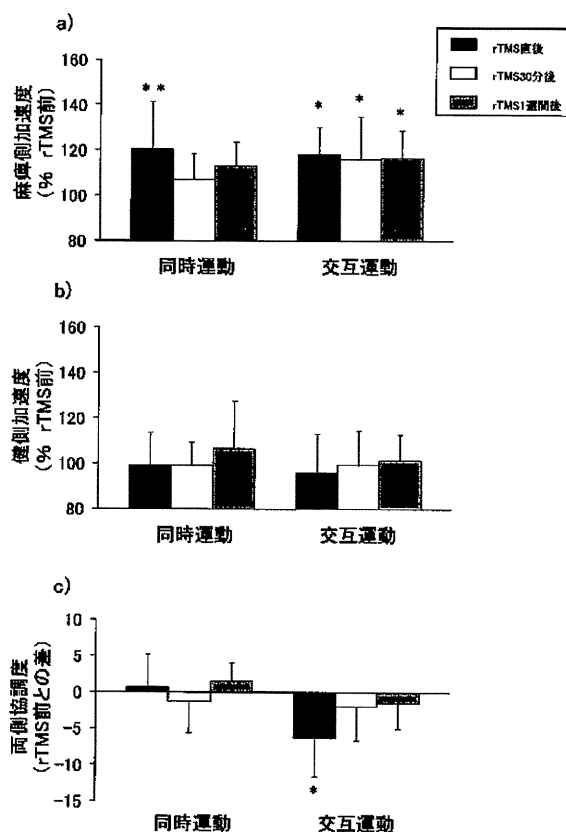 a)
rTMS直後
rTMS30分後
rTMS1週間後
麻痺側加速度
(% rTMS前)
160
140
120
100
80
**
*
*
*
同時運動
交互運動
b)
健側加速度
(% rTMS前)
160
140
120
100
80
同時運動
交互運動
c)
両側協調度
(rTMS前との差)
10
5
0
-5
-10
-15
*
同時運動
交互運動